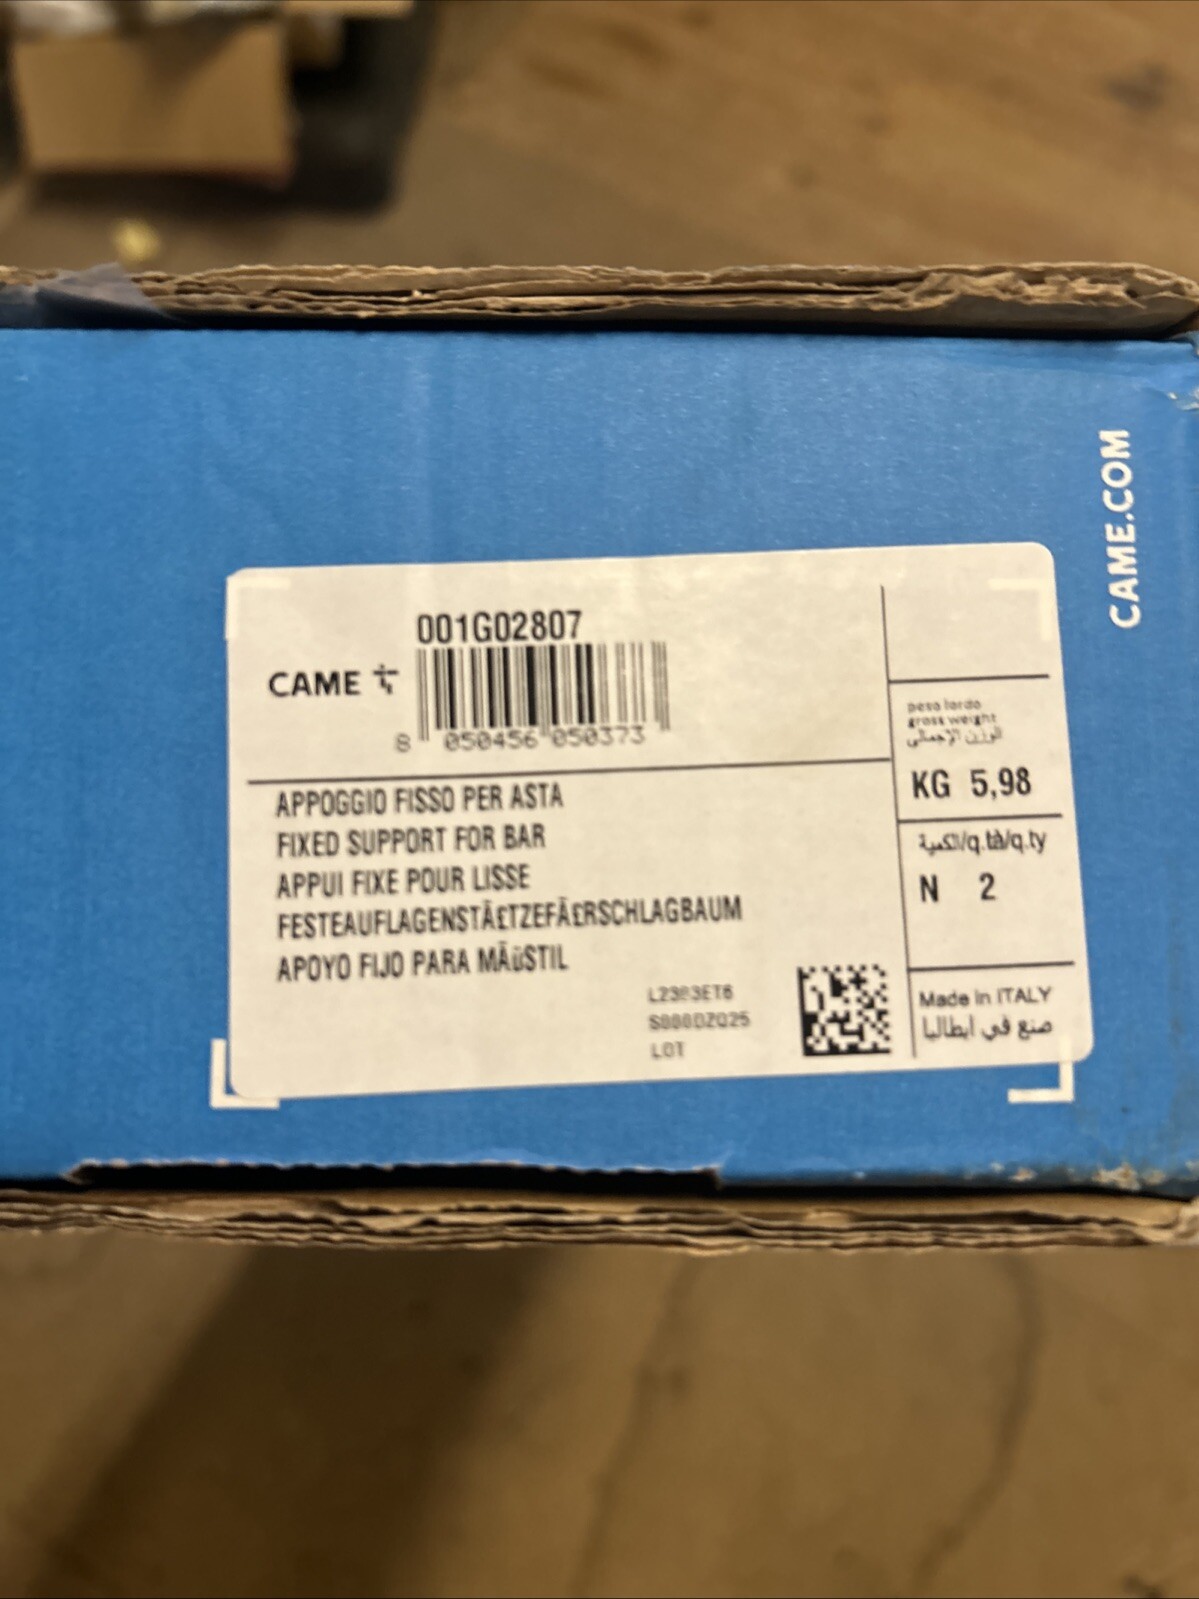 CAME.COM
001G02807
CAME
8 050456 050373
APPOGGIO FISSO PER ASTA
FIXED SUPPORT FOR BAR
APPUI FIXE POUR LISSE
FESTEAUFLAGENSTÃ£TZEFÃ£RSCHLAGBAUM
APOYO FIJO PARA MÃüSTIL
LOT
peso lordo
gross weight
الوزن الإجمالي
KG 5,98
الكمية/q.tà/q.ty
N 2
Made in ITALY
صنع في ايطاليا